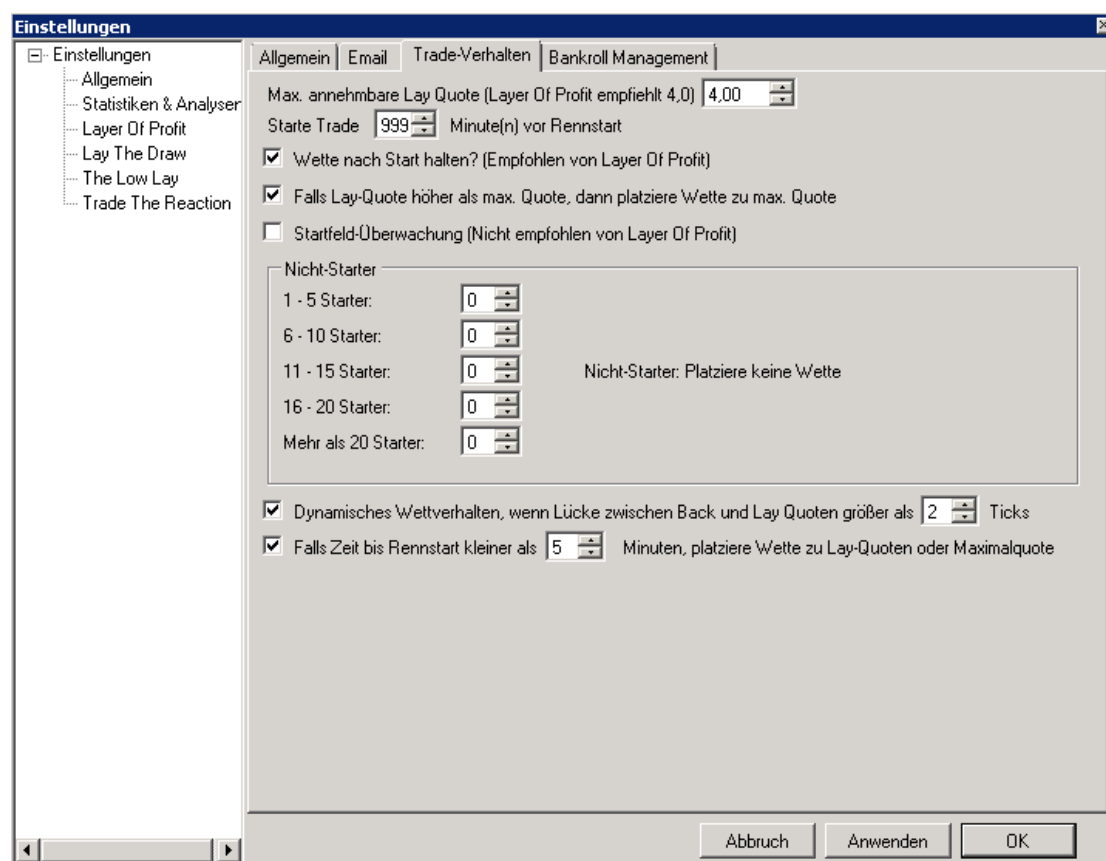 Einstellungen
Einstellungen
Allgemein
Statistiken & Analysen
Layer Of Profit
Lay The Draw
The Low Lay
Trade The Reaction
Allgemein Email Trade-Verhalten Bankroll Management
Max. annehmbare Lay Quote (Layer Of Profit empfiehlt 4,0) 4,00
Starte Trade 999 Minute(n) vor Rennstart
Wette nach Start halten? (Empfohlen von Layer Of Profit)
Falls Lay-Quote höher als max. Quote, dann platziere Wette zu max. Quote
Startfeld-Überwachung (Nicht empfohlen von Layer Of Profit)
Nicht-Starter
1 - 5 Starter: 0
6 - 10 Starter: 0
11 - 15 Starter: 0 Nicht-Starter: Platziere keine Wette
16 - 20 Starter: 0
Mehr als 20 Starter: 0
Dynamisches Wettverhalten, wenn Lücke zwischen Back und Lay Quoten größer als 2 Ticks
Falls Zeit bis Rennstart kleiner als 5 Minuten, platziere Wette zu Lay-Quoten oder Maximalquote
Abbruch Anwenden OK